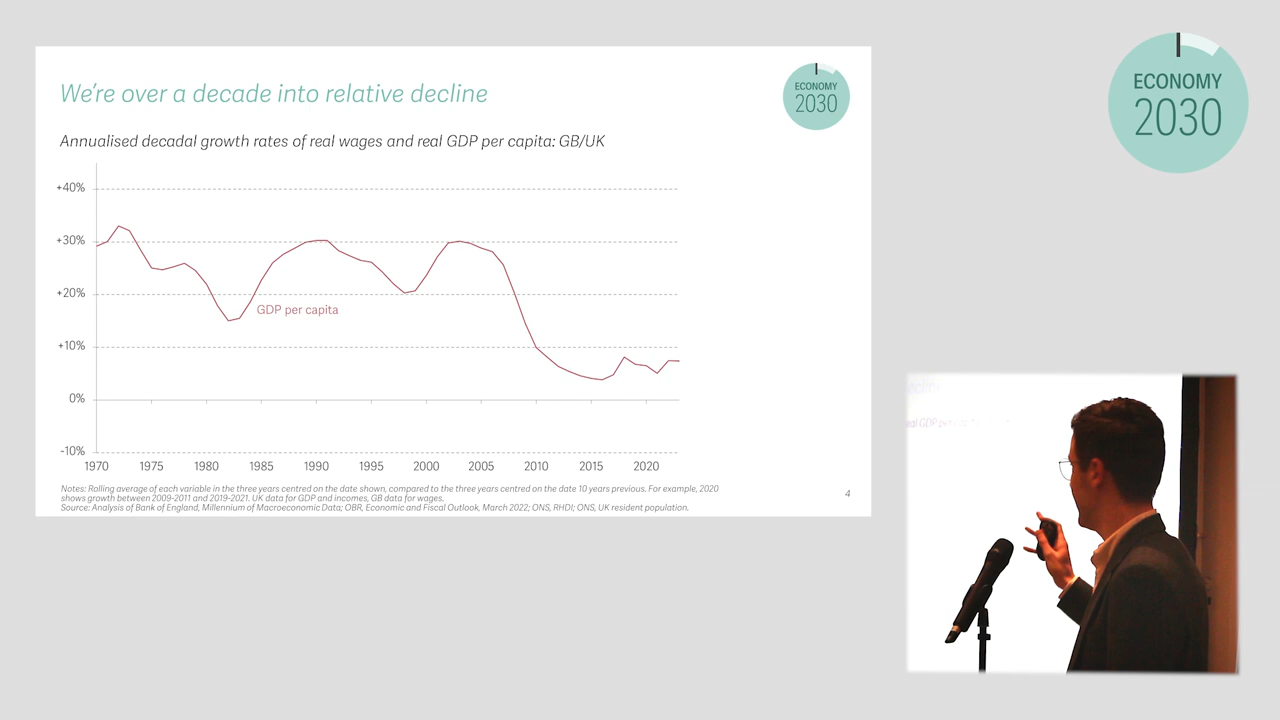 We're over a decade into relative decline
ECONOMY
2030
ECONOMY
2030
Annualised decadal growth rates of real wages and real GDP per capita: GB/UK
+40%
+30%
+20%
GDP per capita
+10%
0%
-10%
1970 1975 1980 1985 1990 1995 2000 2005 2010 2015 2020
Notes: Rolling average of each variable in the three years centred on the date shown, compared to the three years centred on the date 10 years previous. For example, 2020
shows growth between 2009-2011 and 2019-2021. UK data for GDP and incomes, GB data for wages.
Source: Analysis of Bank of England, Millennium of Macroeconomic Data; OBR, Economic and Fiscal Outlook, March 2022; ONS, RHDI; ONS, UK resident population.
4